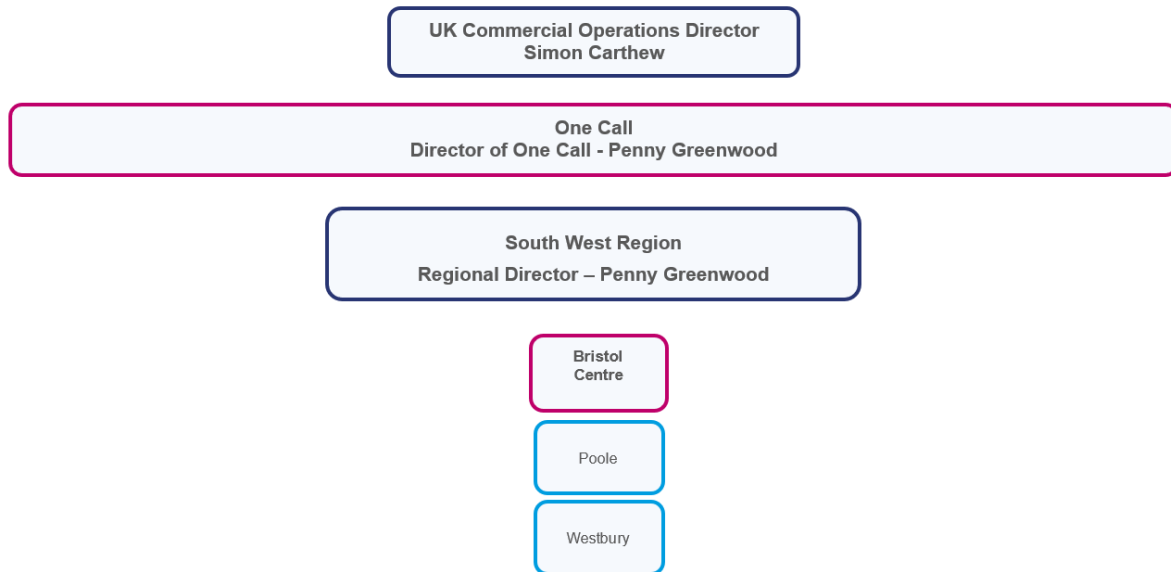 UK Commercial Operations Director
Simon Carthew
One Call
Director of One Call - Penny Greenwood
South West Region
Regional Director – Penny Greenwood
Bristol
Centre
Poole
Westbury